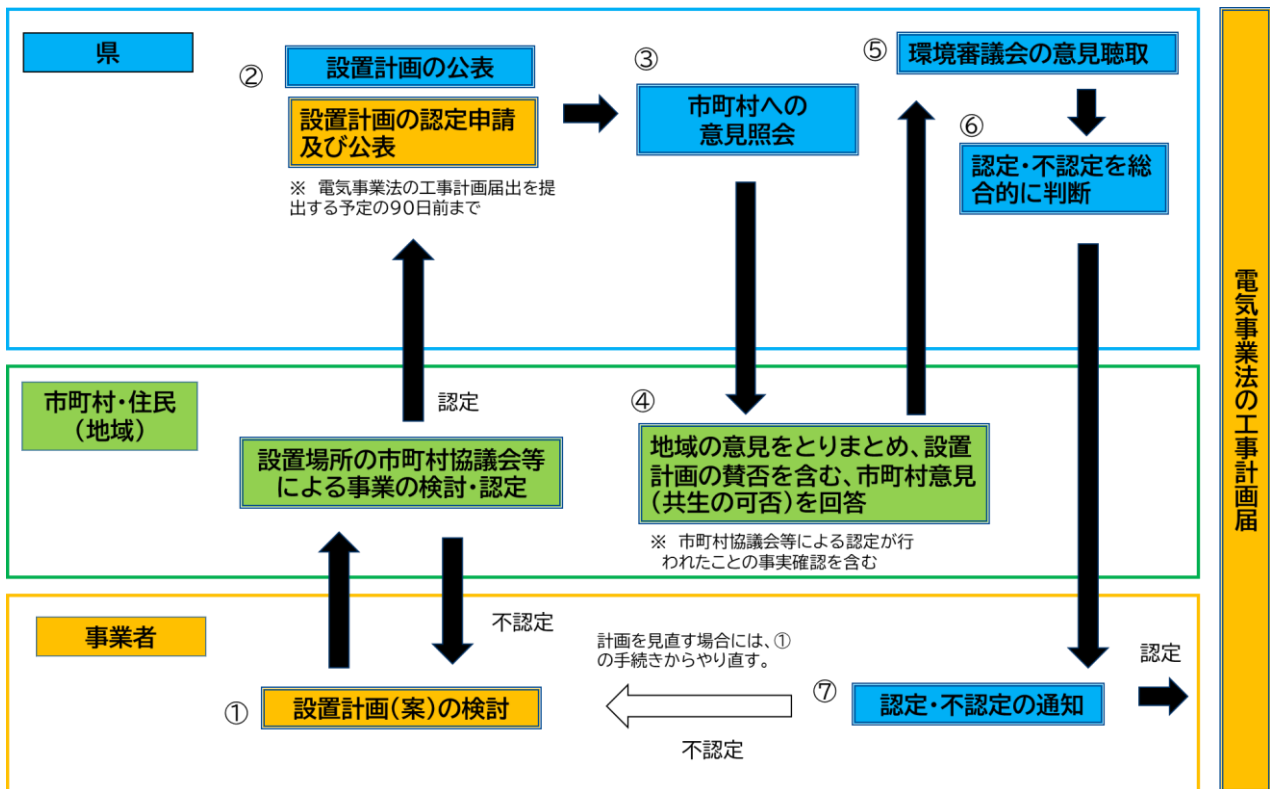 県
②
設置計画の公表
設置計画の認定申請
及び公表
※ 電気事業法の工事計画届出を提
出する予定の90日前まで
③
市町村への
意見照会
⑤
環境審議会の意見聴取
⑥
認定・不認定を総
合的に判断
市町村・住民
(地域)
認定
設置場所の市町村協議会等
による事業の検討・認定
④
地域の意見をとりまとめ、設置
計画の賛否を含む、市町村意見
(共生の可否)を回答
※ 市町村協議会等による認定が行
われたことの事実確認を含む
不認定
事業者
①
設置計画(案)の検討
計画を見直す場合には、①
の手続きからやり直す。
不認定
⑦
認定・不認定の通知
認定
電気事業法の工事計画届